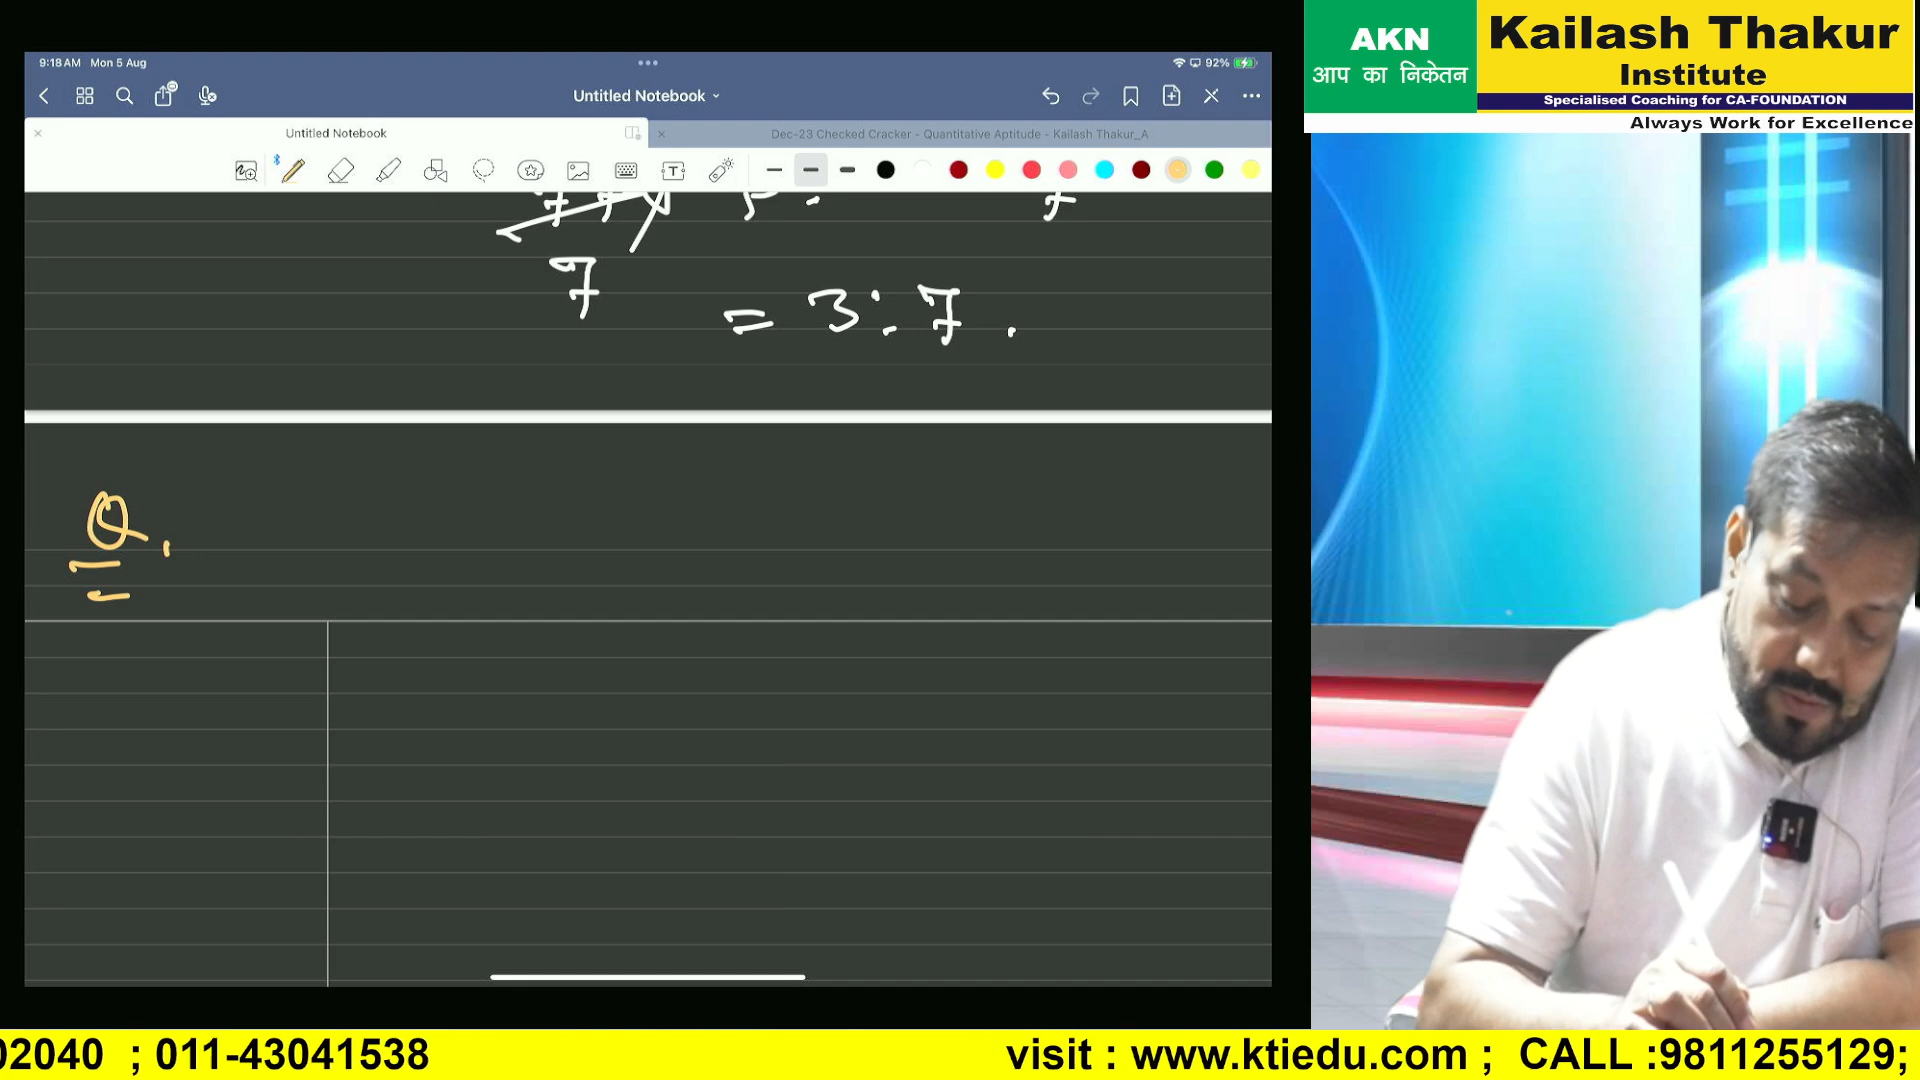 AKN
आप का निकेतन
Kailash Thakur
Institute
Specialised Coaching for CA-FOUNDATION
Always Work for Excellence
9:18 AM Mon 5 Aug
92%
Untitled Notebook
Untitled Notebook
Dec-23 Checked Cracker - Quantitative Aptitude - Kailash Thakur_A
7
= 3 : 7 .
Q.
02040 ; 011-43041538
visit : www.ktiedu.com ; CALL :9811255129;